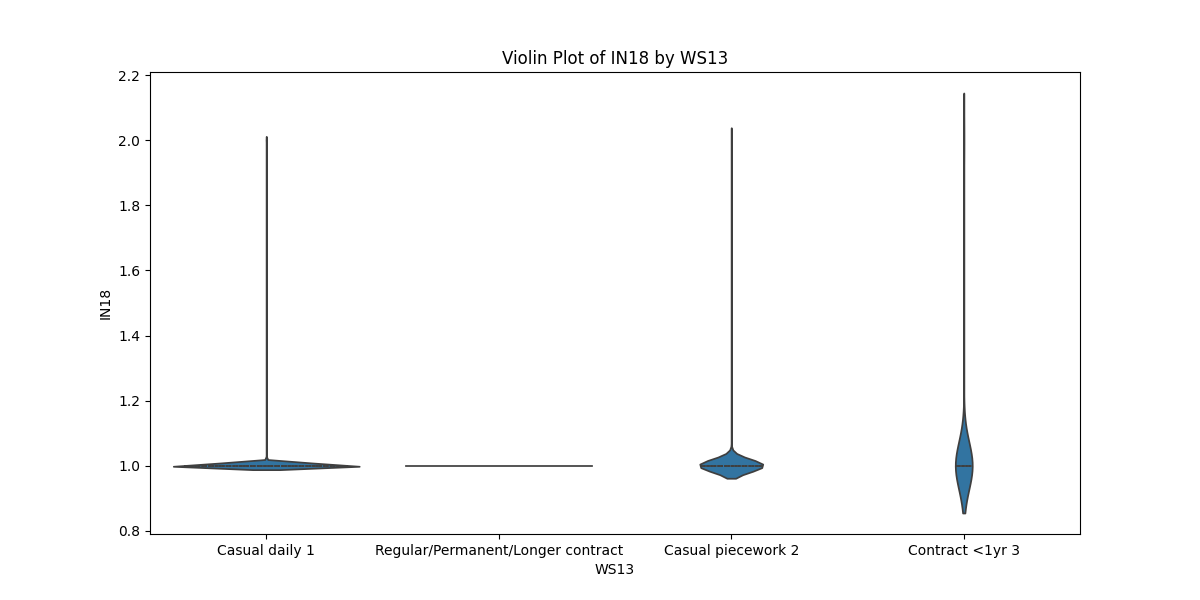 Violin Plot of IN18 by WS13
2.2
2.0
1.8
1.6
1.4
1.2
1.0
0.8
IN18
Casual daily 1
Regular/Permanent/Longer contract
Casual piecework 2
Contract <1yr 3
WS13